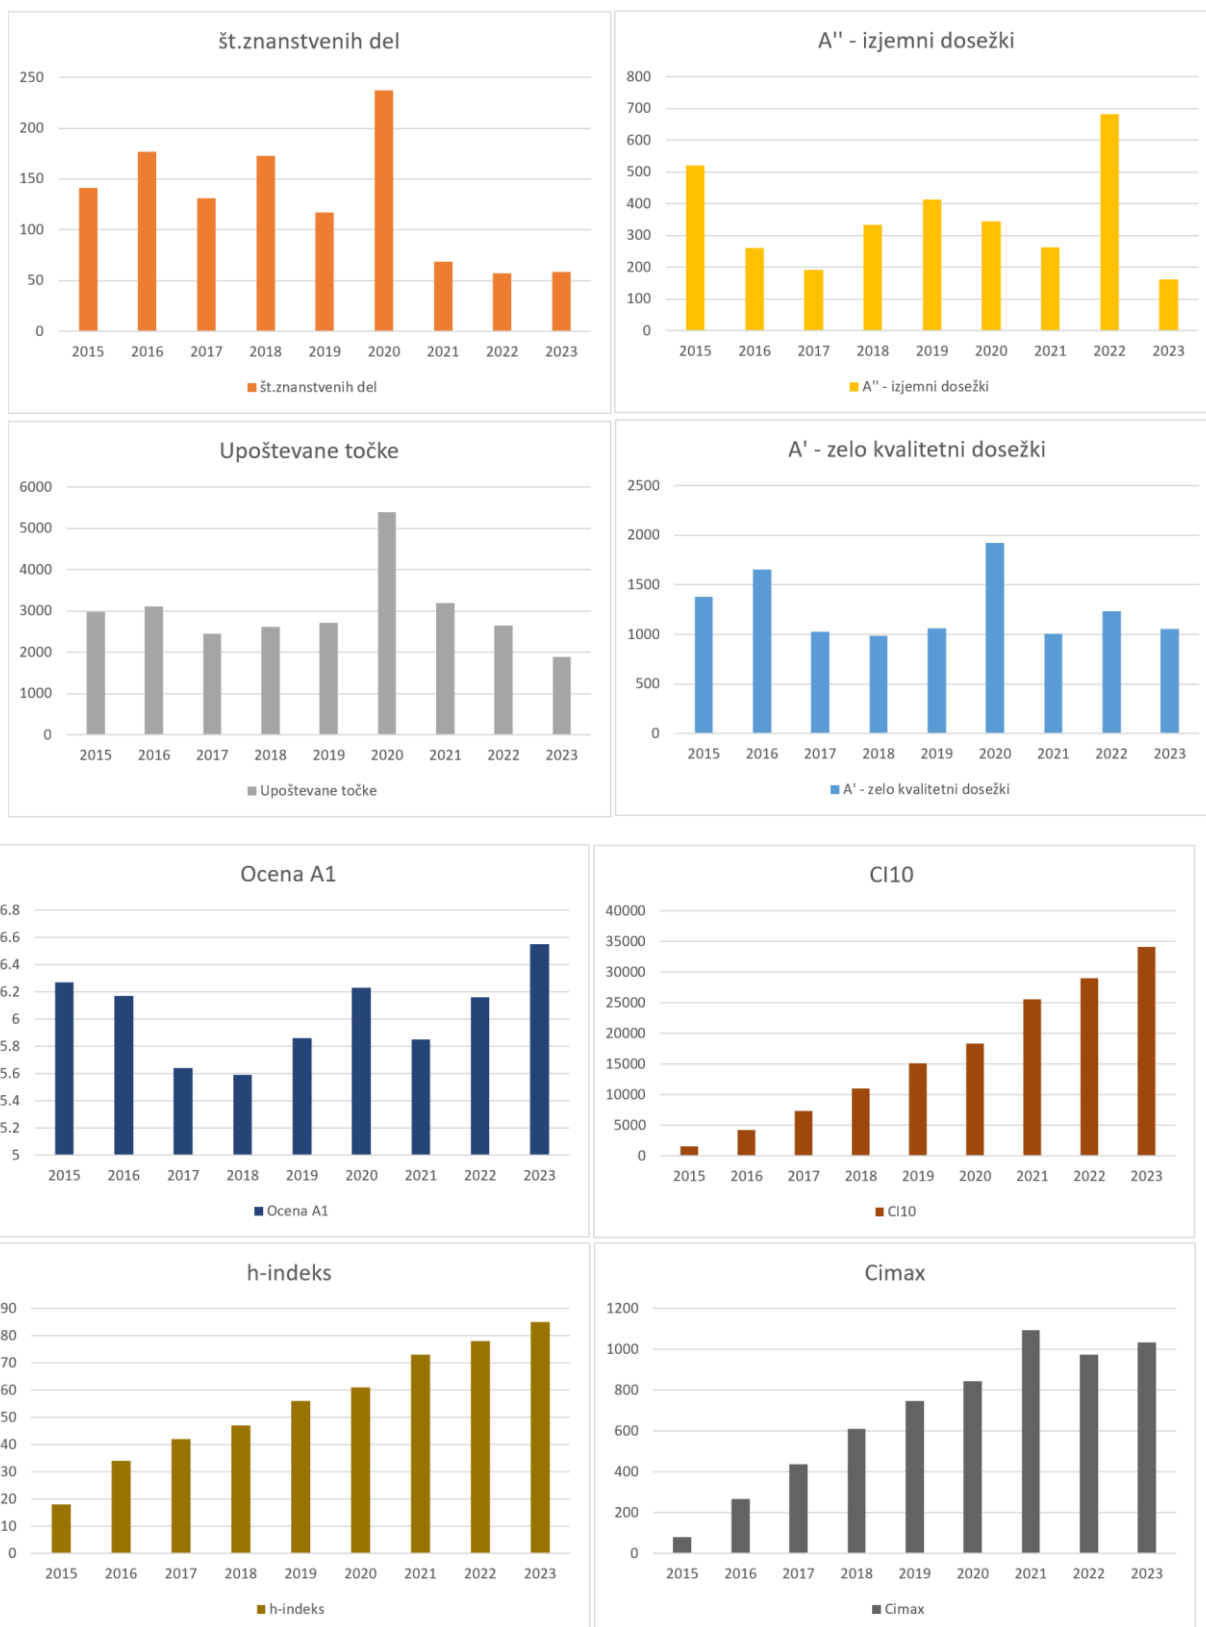 št.znanstvenih del
250
200
150
100
50
0
2015 2016 2017 2018 2019 2020 2021 2022 2023
št.znanstvenih del
A'' - izjemni dosežki
800
700
600
500
400
300
200
100
0
2015 2016 2017 2018 2019 2020 2021 2022 2023
A'' - izjemni dosežki
Upoštevane točke
6000
5000
4000
3000
2000
1000
0
2015 2016 2017 2018 2019 2020 2021 2022 2023
Upoštevane točke
A' - zelo kvalitetni dosežki
2500
2000
1500
1000
500
0
2015 2016 2017 2018 2019 2020 2021 2022 2023
A' - zelo kvalitetni dosežki
Ocena A1
6.8
6.6
6.4
6.2
6
5.8
5.6
5.4
5.2
5
2015 2016 2017 2018 2019 2020 2021 2022 2023
Ocena A1
CI10
40000
35000
30000
25000
20000
15000
10000
5000
0
2015 2016 2017 2018 2019 2020 2021 2022 2023
CI10
h-indeks
90
80
70
60
50
40
30
20
10
0
2015 2016 2017 2018 2019 2020 2021 2022 2023
h-indeks
Cimax
1200
1000
800
600
400
200
0
2015 2016 2017 2018 2019 2020 2021 2022 2023
Cimax